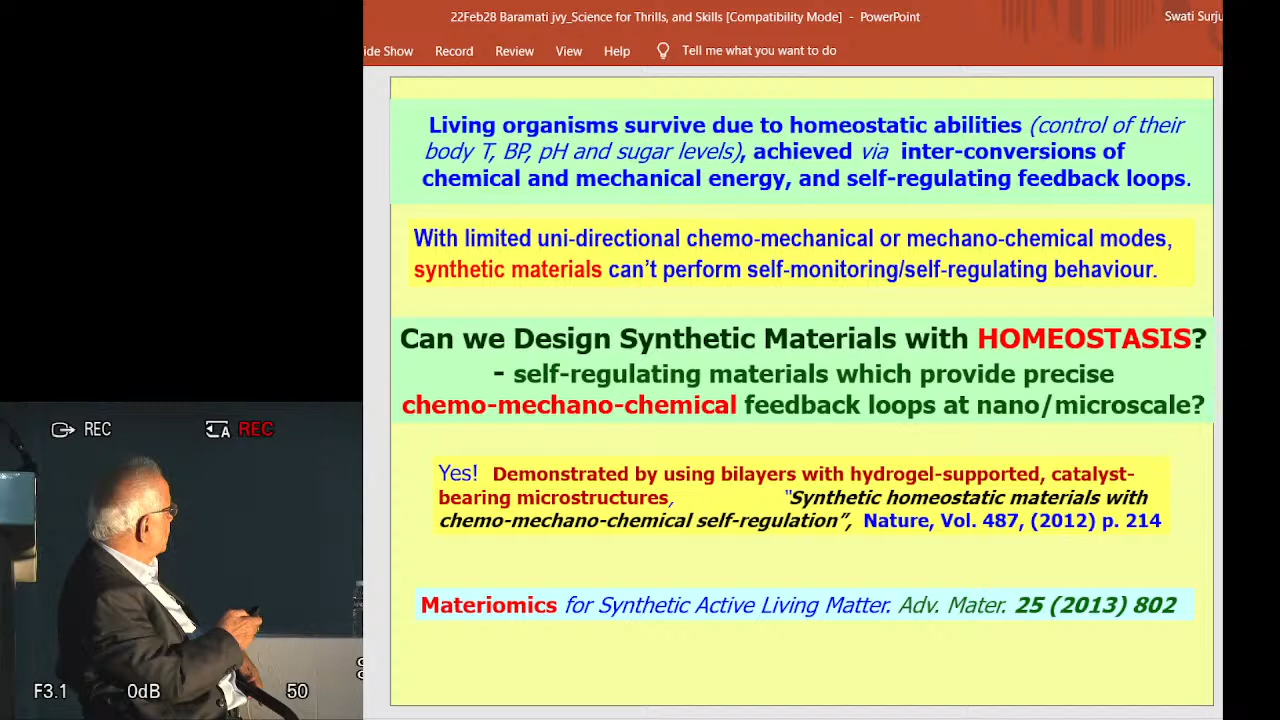 22Feb28 Baramati jvy_Science for Thrills, and Skills [Compatibility Mode] - PowerPoint
Swati Surju
ide Show Record Review View Help Tell me what you want to do
Living organisms survive due to homeostatic abilities (control of their
body T, BP, pH and sugar levels), achieved via inter-conversions of
chemical and mechanical energy, and self-regulating feedback loops.
With limited uni-directional chemo-mechanical or mechano-chemical modes,
synthetic materials can't perform self-monitoring/self-regulating behaviour.
Can we Design Synthetic Materials with HOMEOSTASIS?
- self-regulating materials which provide precise
chemo-mechano-chemical feedback loops at nano/microscale?
Yes! Demonstrated by using bilayers with hydrogel-supported, catalyst-
bearing microstructures, "Synthetic homeostatic materials with
chemo-mechano-chemical self-regulation", Nature, Vol. 487, (2012) p. 214
Materiomics for Synthetic Active Living Matter. Adv. Mater. 25 (2013) 802
REC A REC
F3.1 0dB 50